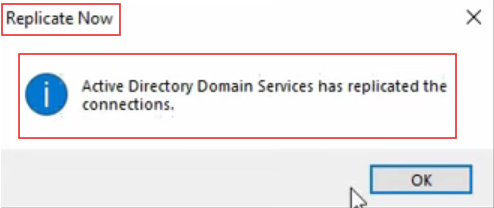 Replicate Now
Active Directory Domain Services has replicated the
connections.
OK